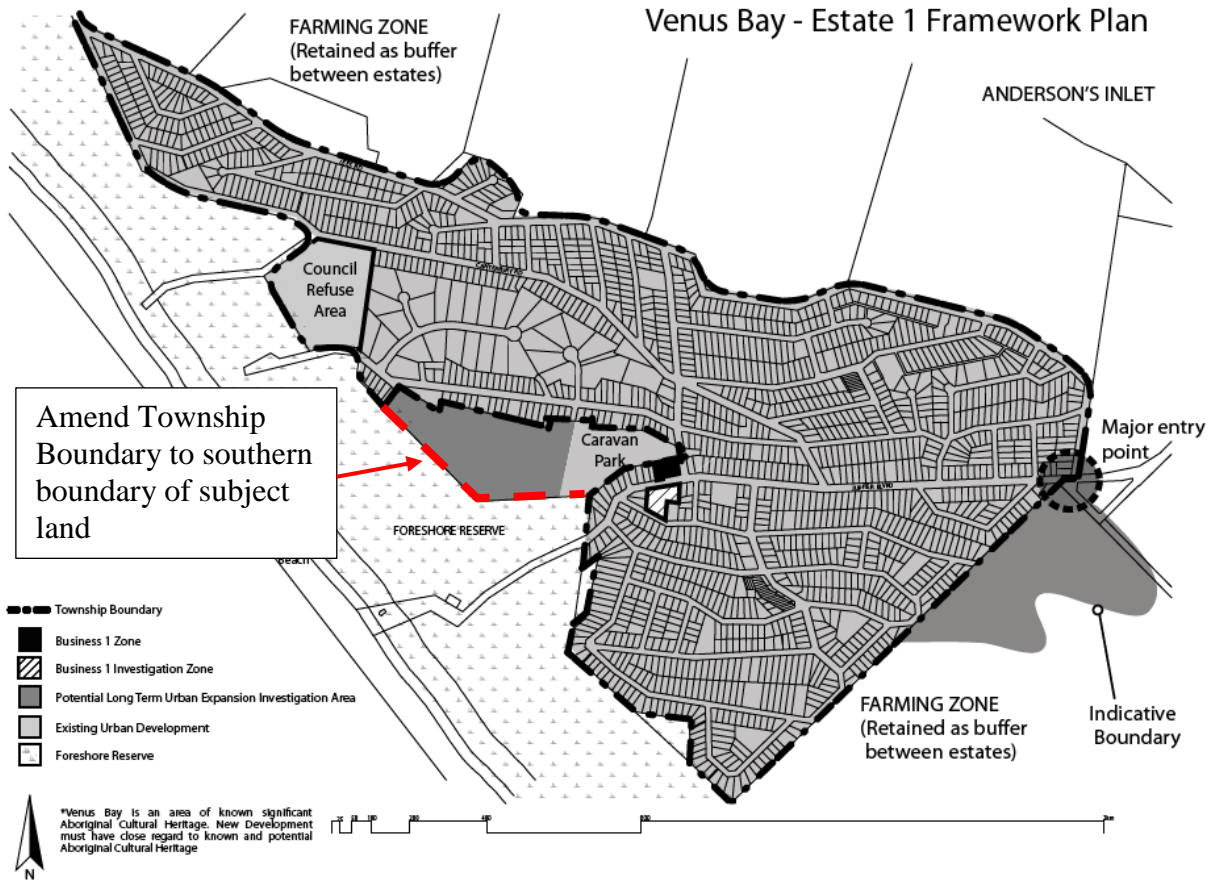 Venus Bay - Estate 1 Framework Plan
FARMING ZONE
(Retained as buffer
between estates)
ANDERSON'S INLET
Council
Refuse
Area
Amend Township
Boundary to southern
boundary of subject
land
Caravan
Park
Major entry
point
FORESHORE RESERVE
Beach
Township Boundary
Business 1 Zone
Business 1 Investigation Zone
Potential Long Term Urban Expansion Investigation Area
Existing Urban Development
Foreshore Reserve
FARMING ZONE
(Retained as buffer
between estates)
Indicative
Boundary
*Venus Bay is an area of known significant
Aboriginal Cultural Heritage. New Development
must have close regard to known and potential
Aboriginal Cultural Heritage
N